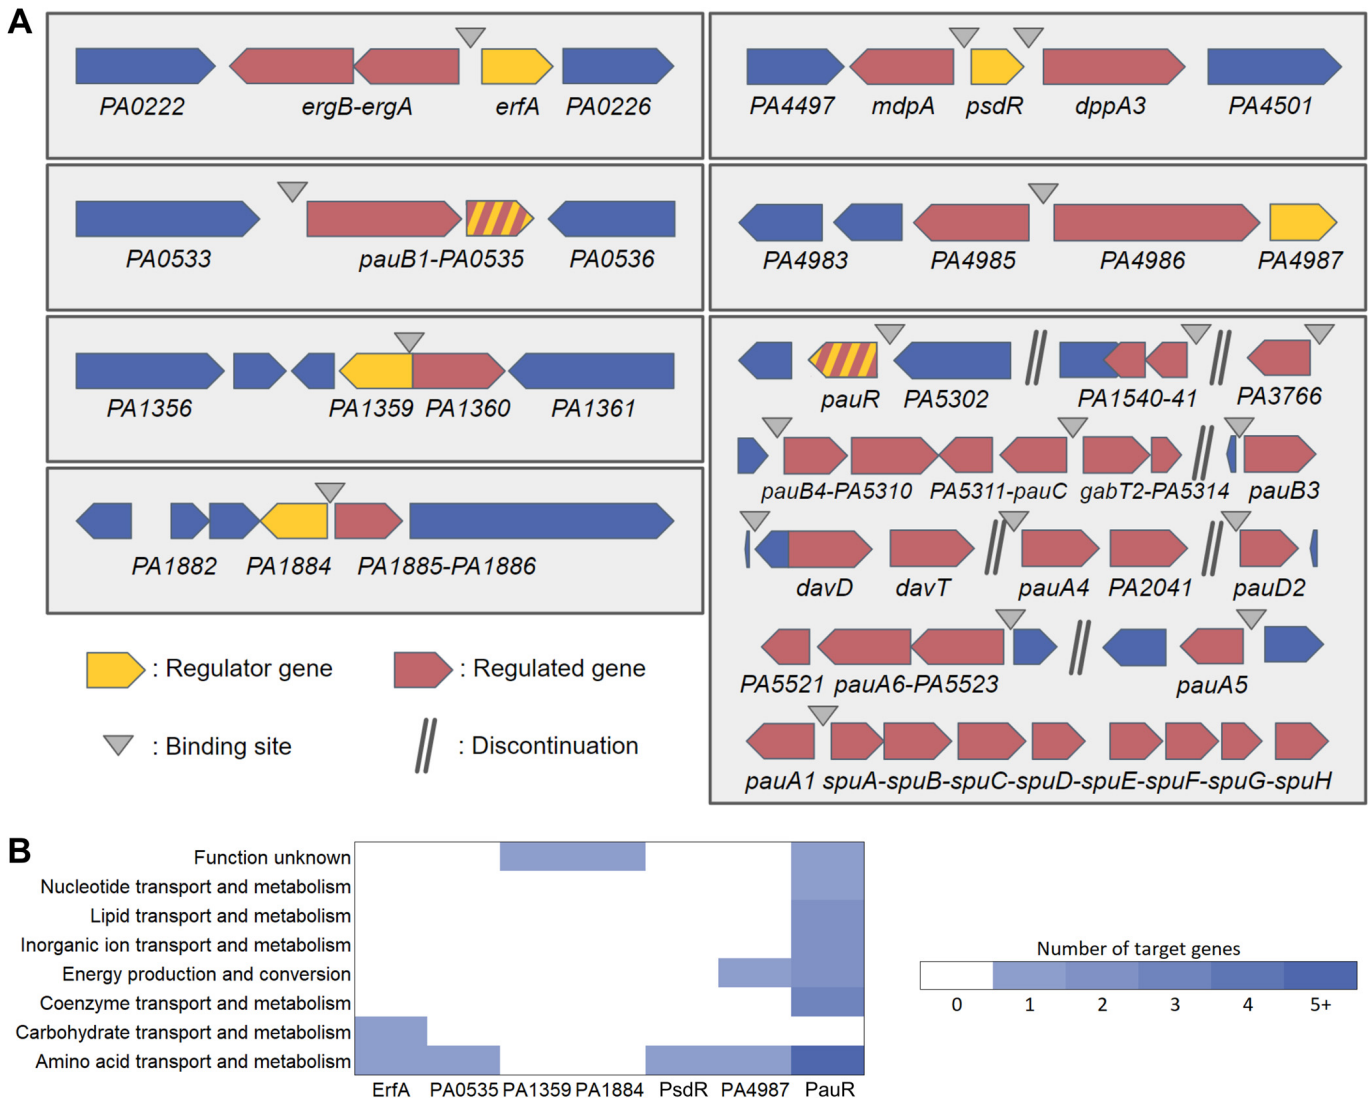 A
PA0222 ergB-ergA erfA PA0226
PA4497 mdpA psdR dppA3 PA4501
PA0533 pauB1-PA0535 PA0536
PA4983 PA4985 PA4986 PA4987
PA1356 PA1359 PA1360 PA1361
PA1882 PA1884 PA1885-PA1886
pauR PA5302 PA1540-41 PA3766
pauB4-PA5310 PA5311-pauC gabT2-PA5314 pauB3
davD davT pauA4 PA2041 pauD2
PA5521 pauA6-PA5523 pauA5
pauA1 spuA-spuB-spuC-spuD-spuE-spuF-spuG-spuH
: Regulator gene : Regulated gene
: Binding site : Discontinuation
B
Function unknown
Nucleotide transport and metabolism
Lipid transport and metabolism
Inorganic ion transport and metabolism
Energy production and conversion
Coenzyme transport and metabolism
Carbohydrate transport and metabolism
Amino acid transport and metabolism
ErfA PA0535 PA1359 PA1884 PsdR PA4987 PauR
Number of target genes
0 1 2 3 4 5+